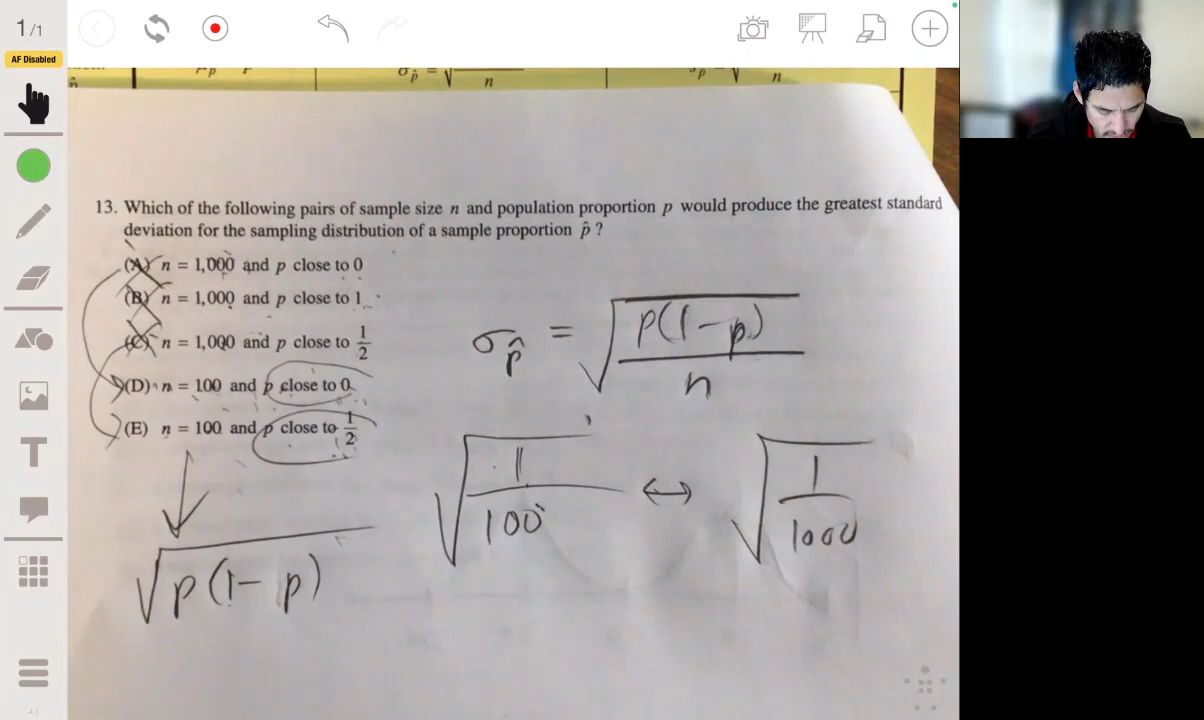 1/1
AF Disabled
σp̂ = √ n
√ n
13. Which of the following pairs of sample size n and population proportion p would produce the greatest standard
deviation for the sampling distribution of a sample proportion p̂ ?
(A) n = 1,000 and p close to 0
(B) n = 1,000 and p close to 1
(C) n = 1,000 and p close to 1/2
(D) n = 100 and p close to 0
(E) n = 100 and p close to 1/2
σp̂ = √(p(1-p)/n)
√(1/100) ↔ √(1/1000)
√p(1-p)
T